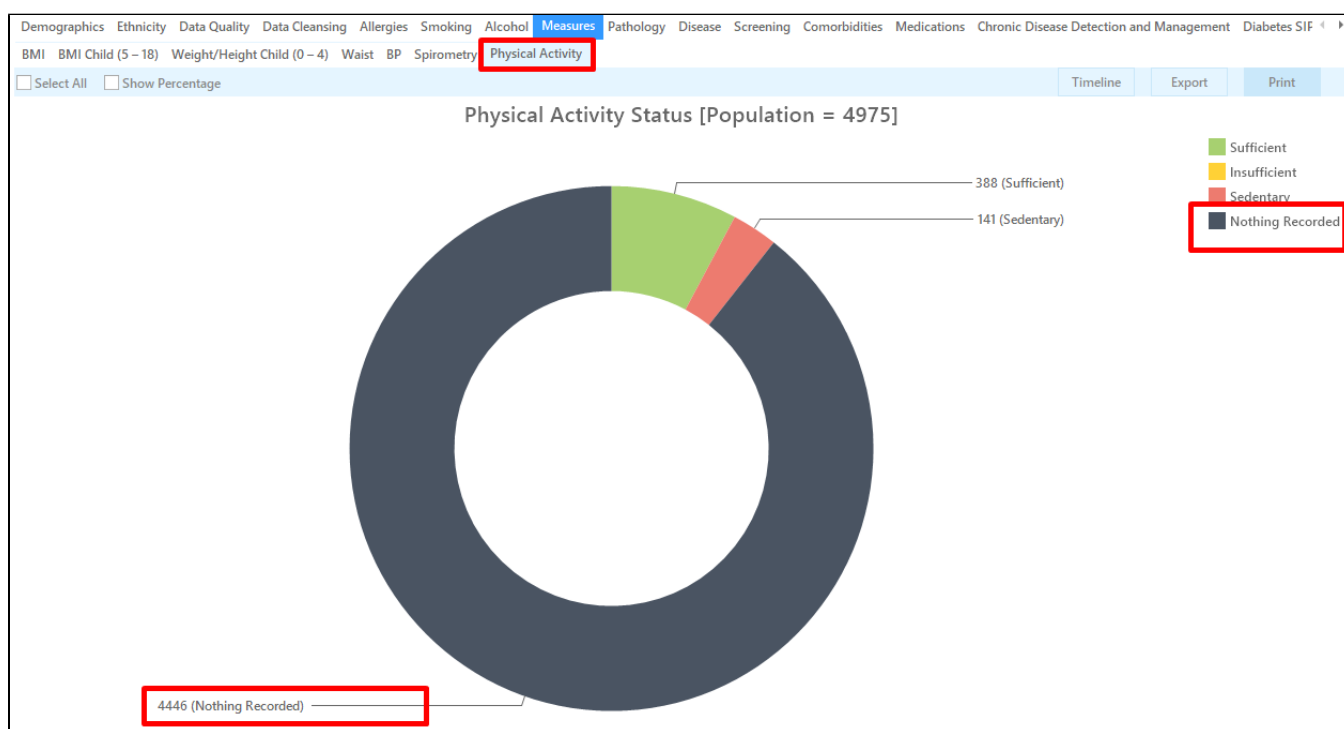 Demographics Ethnicity Data Quality Data Cleansing Allergies Smoking Alcohol Measures Pathology Disease Screening Comorbidities Medications Chronic Disease Detection and Management Diabetes SIP
BMI BMI Child (5 – 18) Weight/Height Child (0 – 4) Waist BP Spirometry Physical Activity
Select All Show Percentage Timeline Export Print
Physical Activity Status [Population = 4975]
Sufficient
Insufficient
Sedentary
Nothing Recorded
388 (Sufficient)
141 (Sedentary)
4446 (Nothing Recorded)